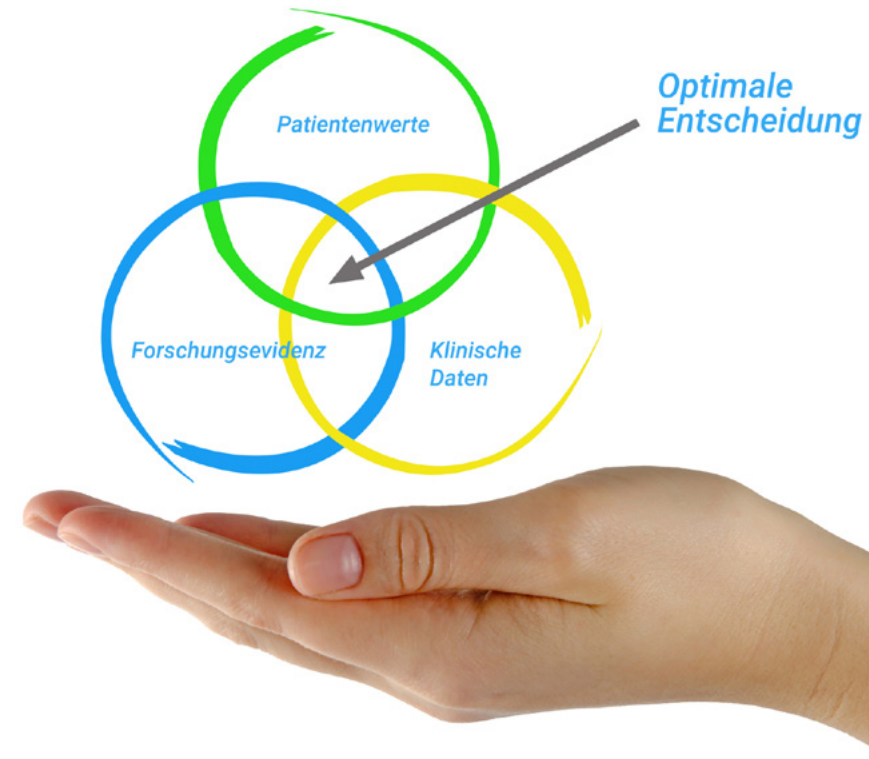 Optimale
Entscheidung
Patientenwerte
Forschungsevidenz
Klinische
Daten